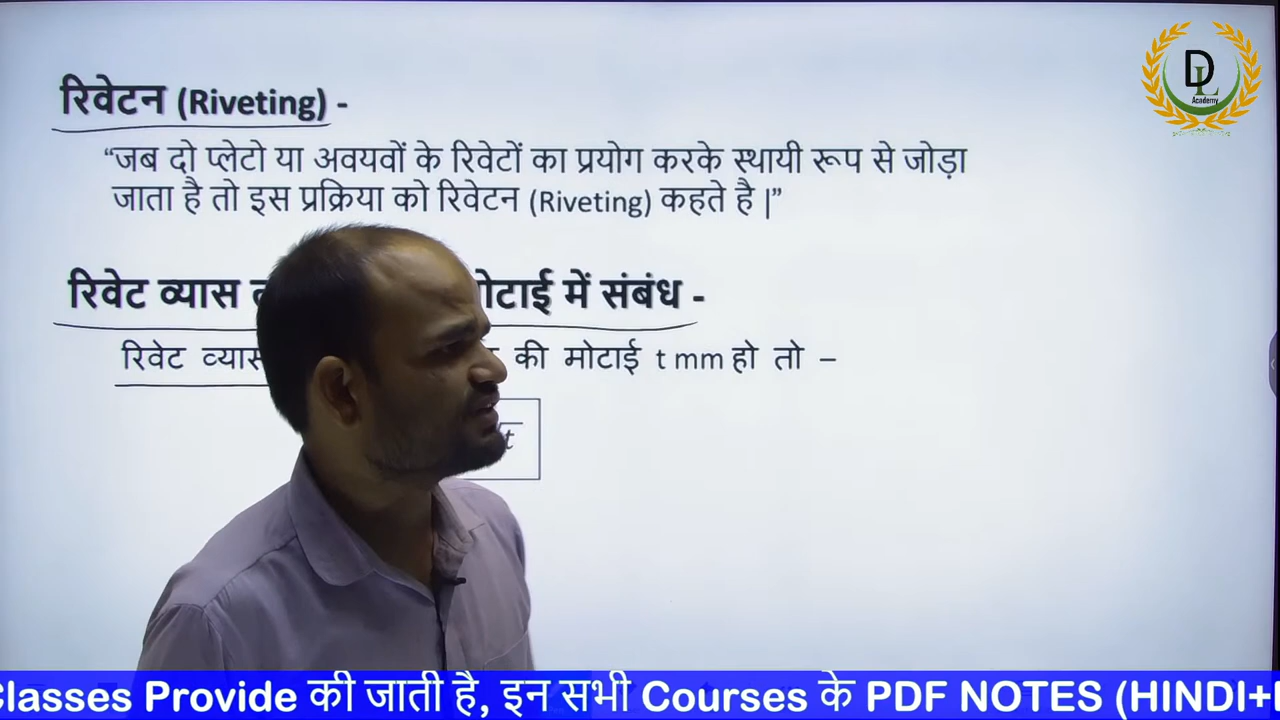 रिवेटन (Riveting) -
“जब दो प्लेटो या अवयवों के रिवेटों का प्रयोग करके स्थायी रूप से जोड़ा
जाता है तो इस प्रक्रिया को रिवेटन (Riveting) कहते है |”
रिवेट व्यास मोटाई में संबंध -
रिवेट व्यास की मोटाई t mm हो तो –
t
DL
Academy
Classes Provide की जाती है, इन सभी Courses के PDF NOTES (HINDI+